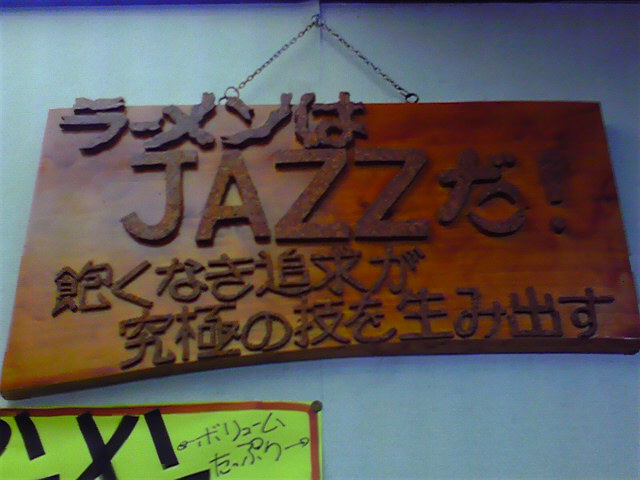 ラーメンは
JAZZだ!
飽くなき追求が
究極の技を生み出す
ボリューム
たっぷり